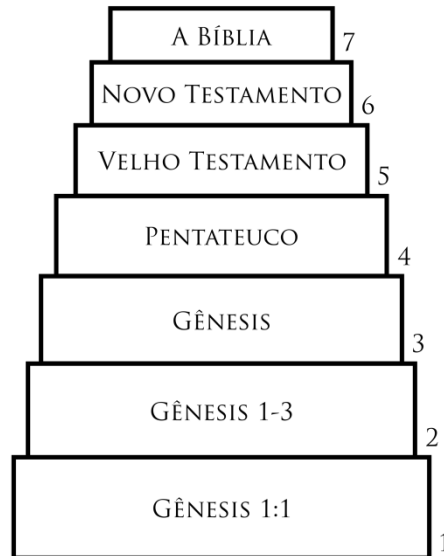 A Bíblia
7
Novo Testamento
6
Velho Testamento
5
Pentateuco
4
Gênesis
3
Gênesis 1-3
2
Gênesis 1:1
1